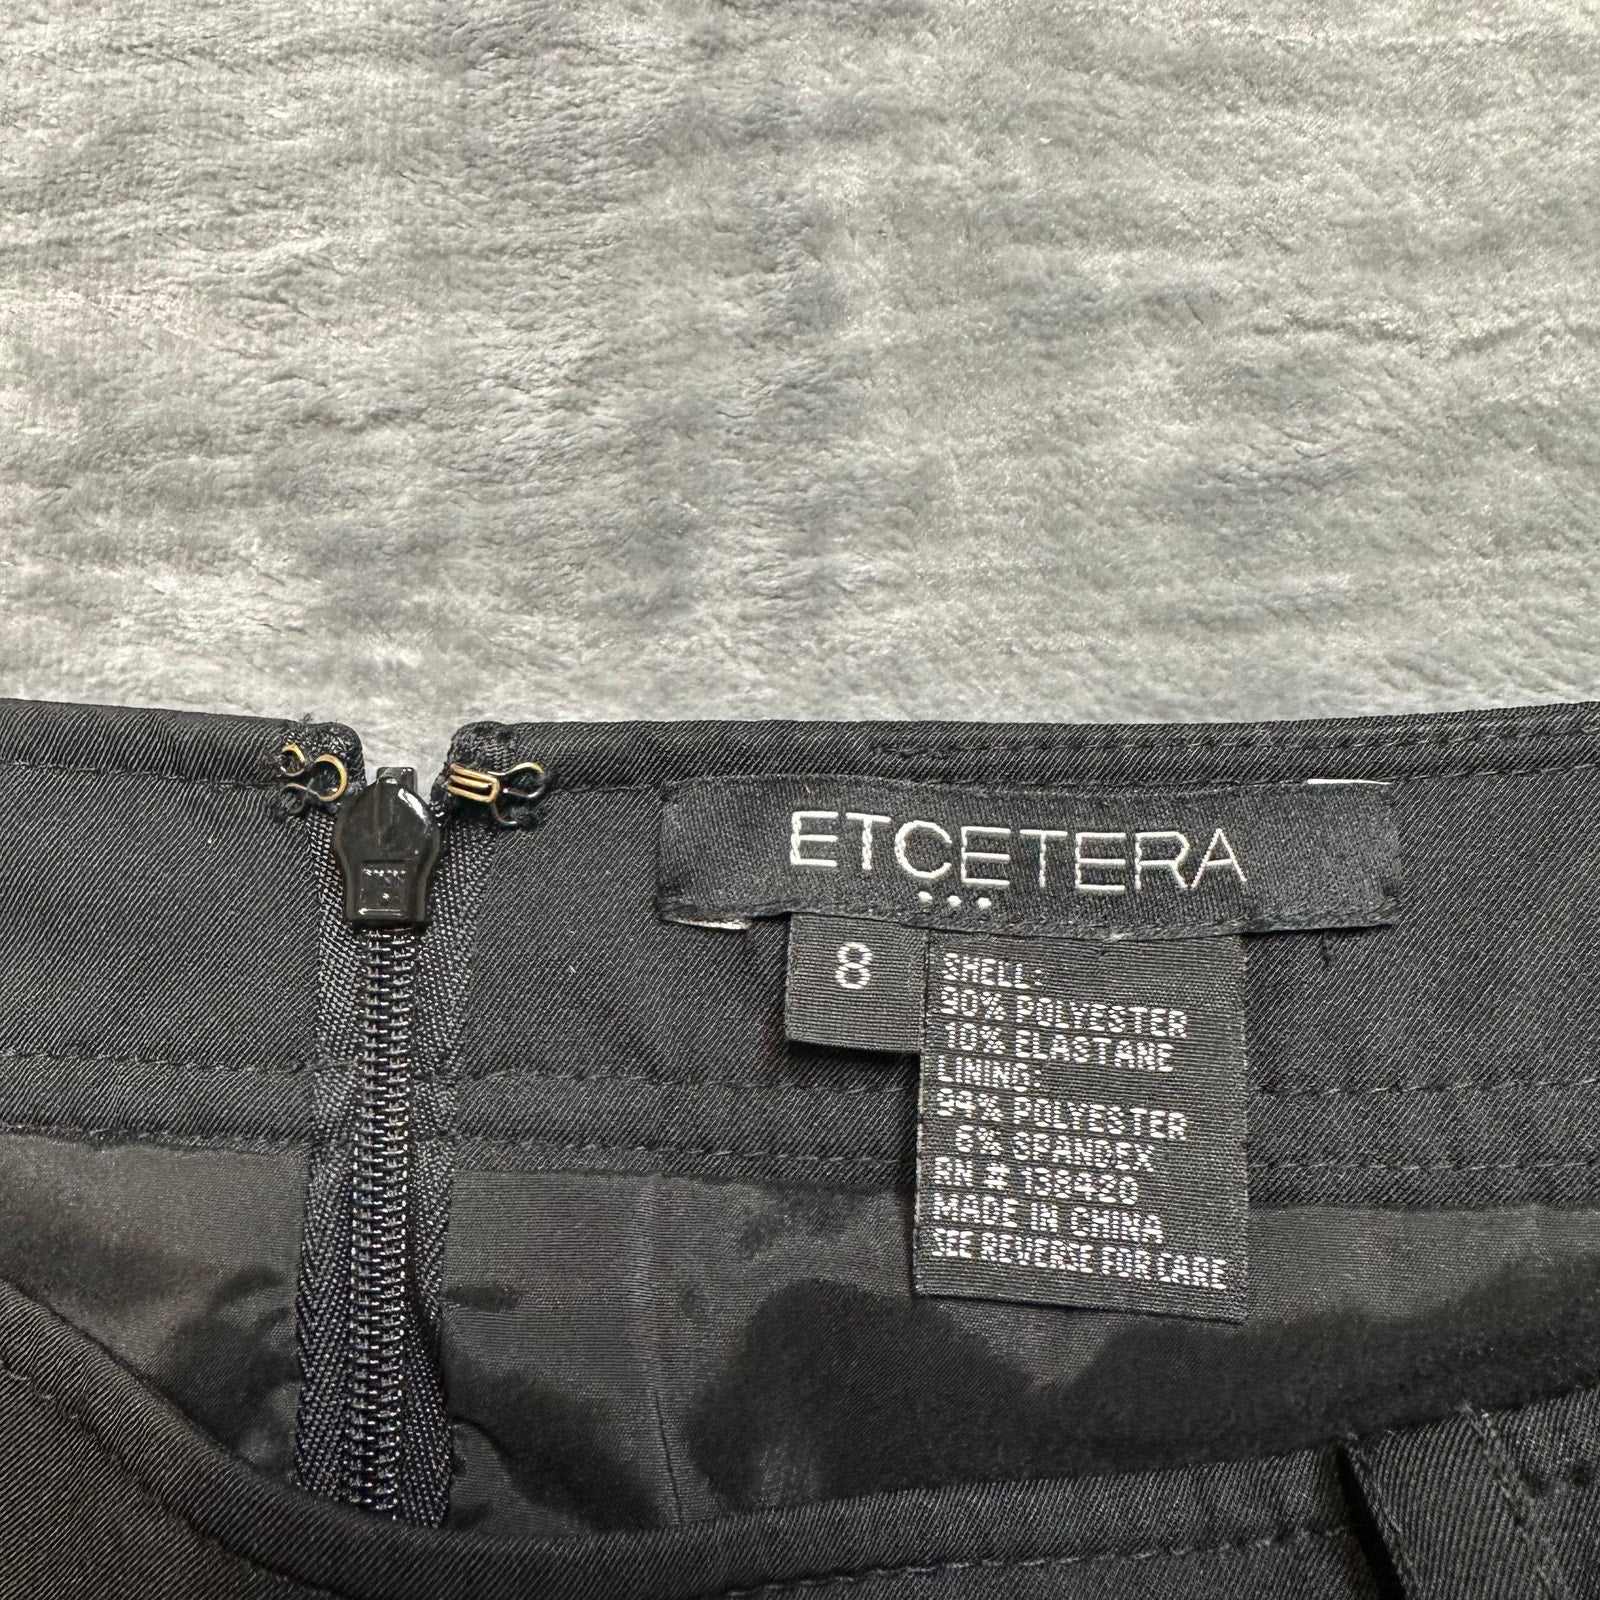 ETCETERA
8
SHELL:
90% POLYESTER
10% ELASTANE
LINING:
94% POLYESTER
6% SPANDEX
RN # 138420
MADE IN CHINA
SEE REVERSE FOR CARE